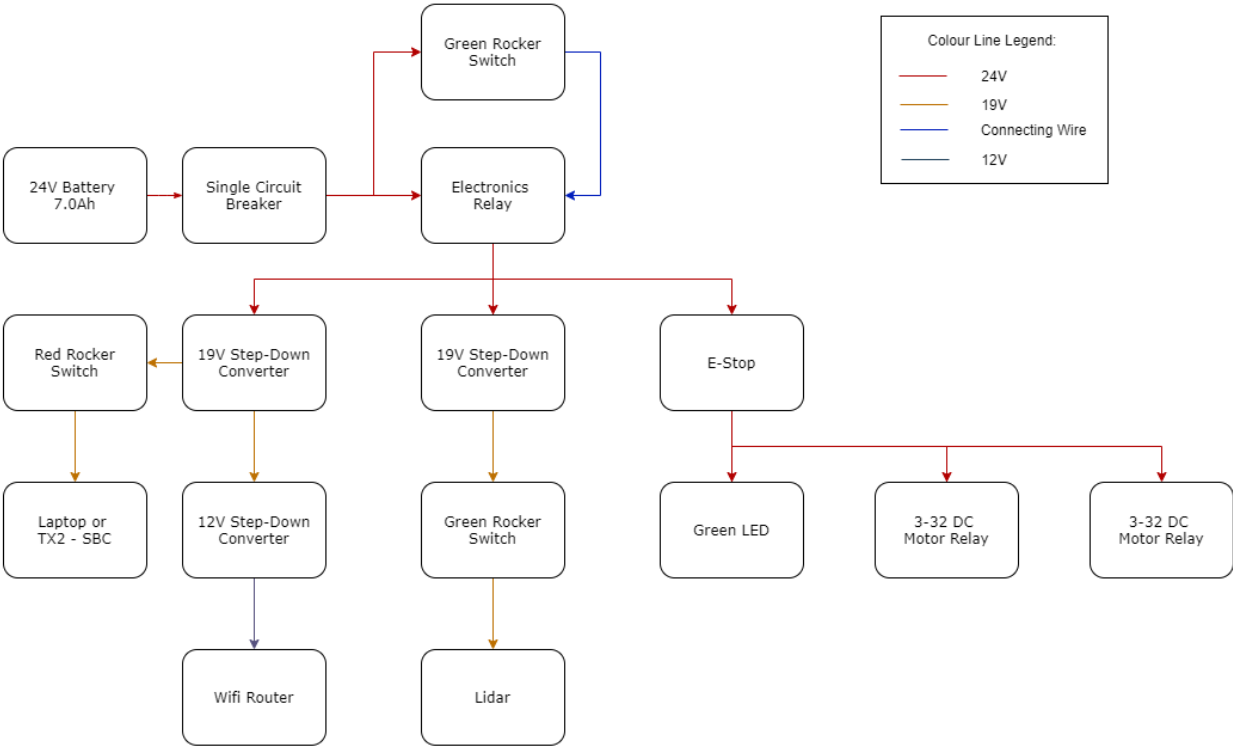 Green Rocker
Switch
Colour Line Legend:
24V
19V
Connecting Wire
12V
24V Battery
7.0Ah
Single Circuit
Breaker
Electronics
Relay
Red Rocker
Switch
19V Step-Down
Converter
19V Step-Down
Converter
E-Stop
Laptop or
TX2 - SBC
12V Step-Down
Converter
Green Rocker
Switch
Green LED
3-32 DC
Motor Relay
3-32 DC
Motor Relay
Wifi Router
Lidar